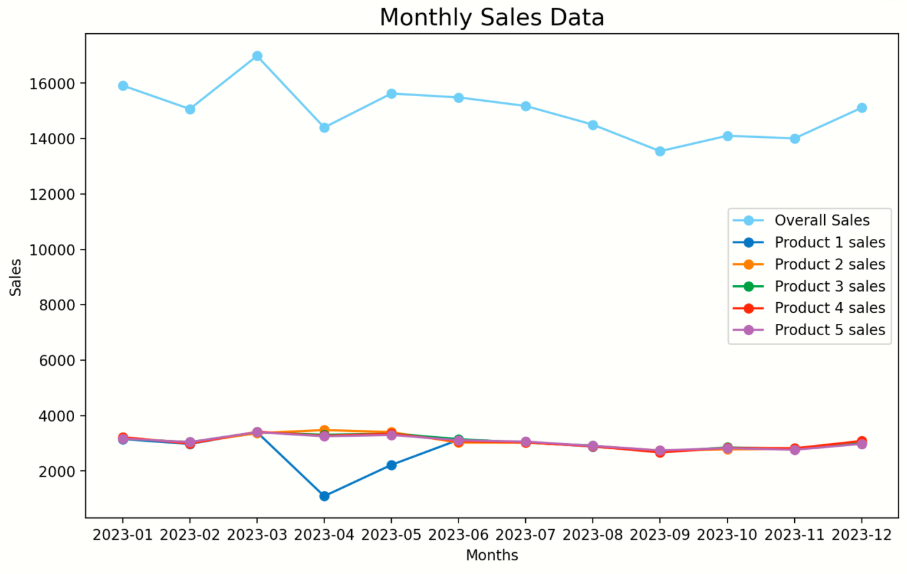 Monthly Sales Data
16000
14000
12000
10000
8000
6000
4000
2000
Sales
Overall Sales
Product 1 sales
Product 2 sales
Product 3 sales
Product 4 sales
Product 5 sales
2023-01 2023-02 2023-03 2023-04 2023-05 2023-06 2023-07 2023-08 2023-09 2023-10 2023-11 2023-12
Months